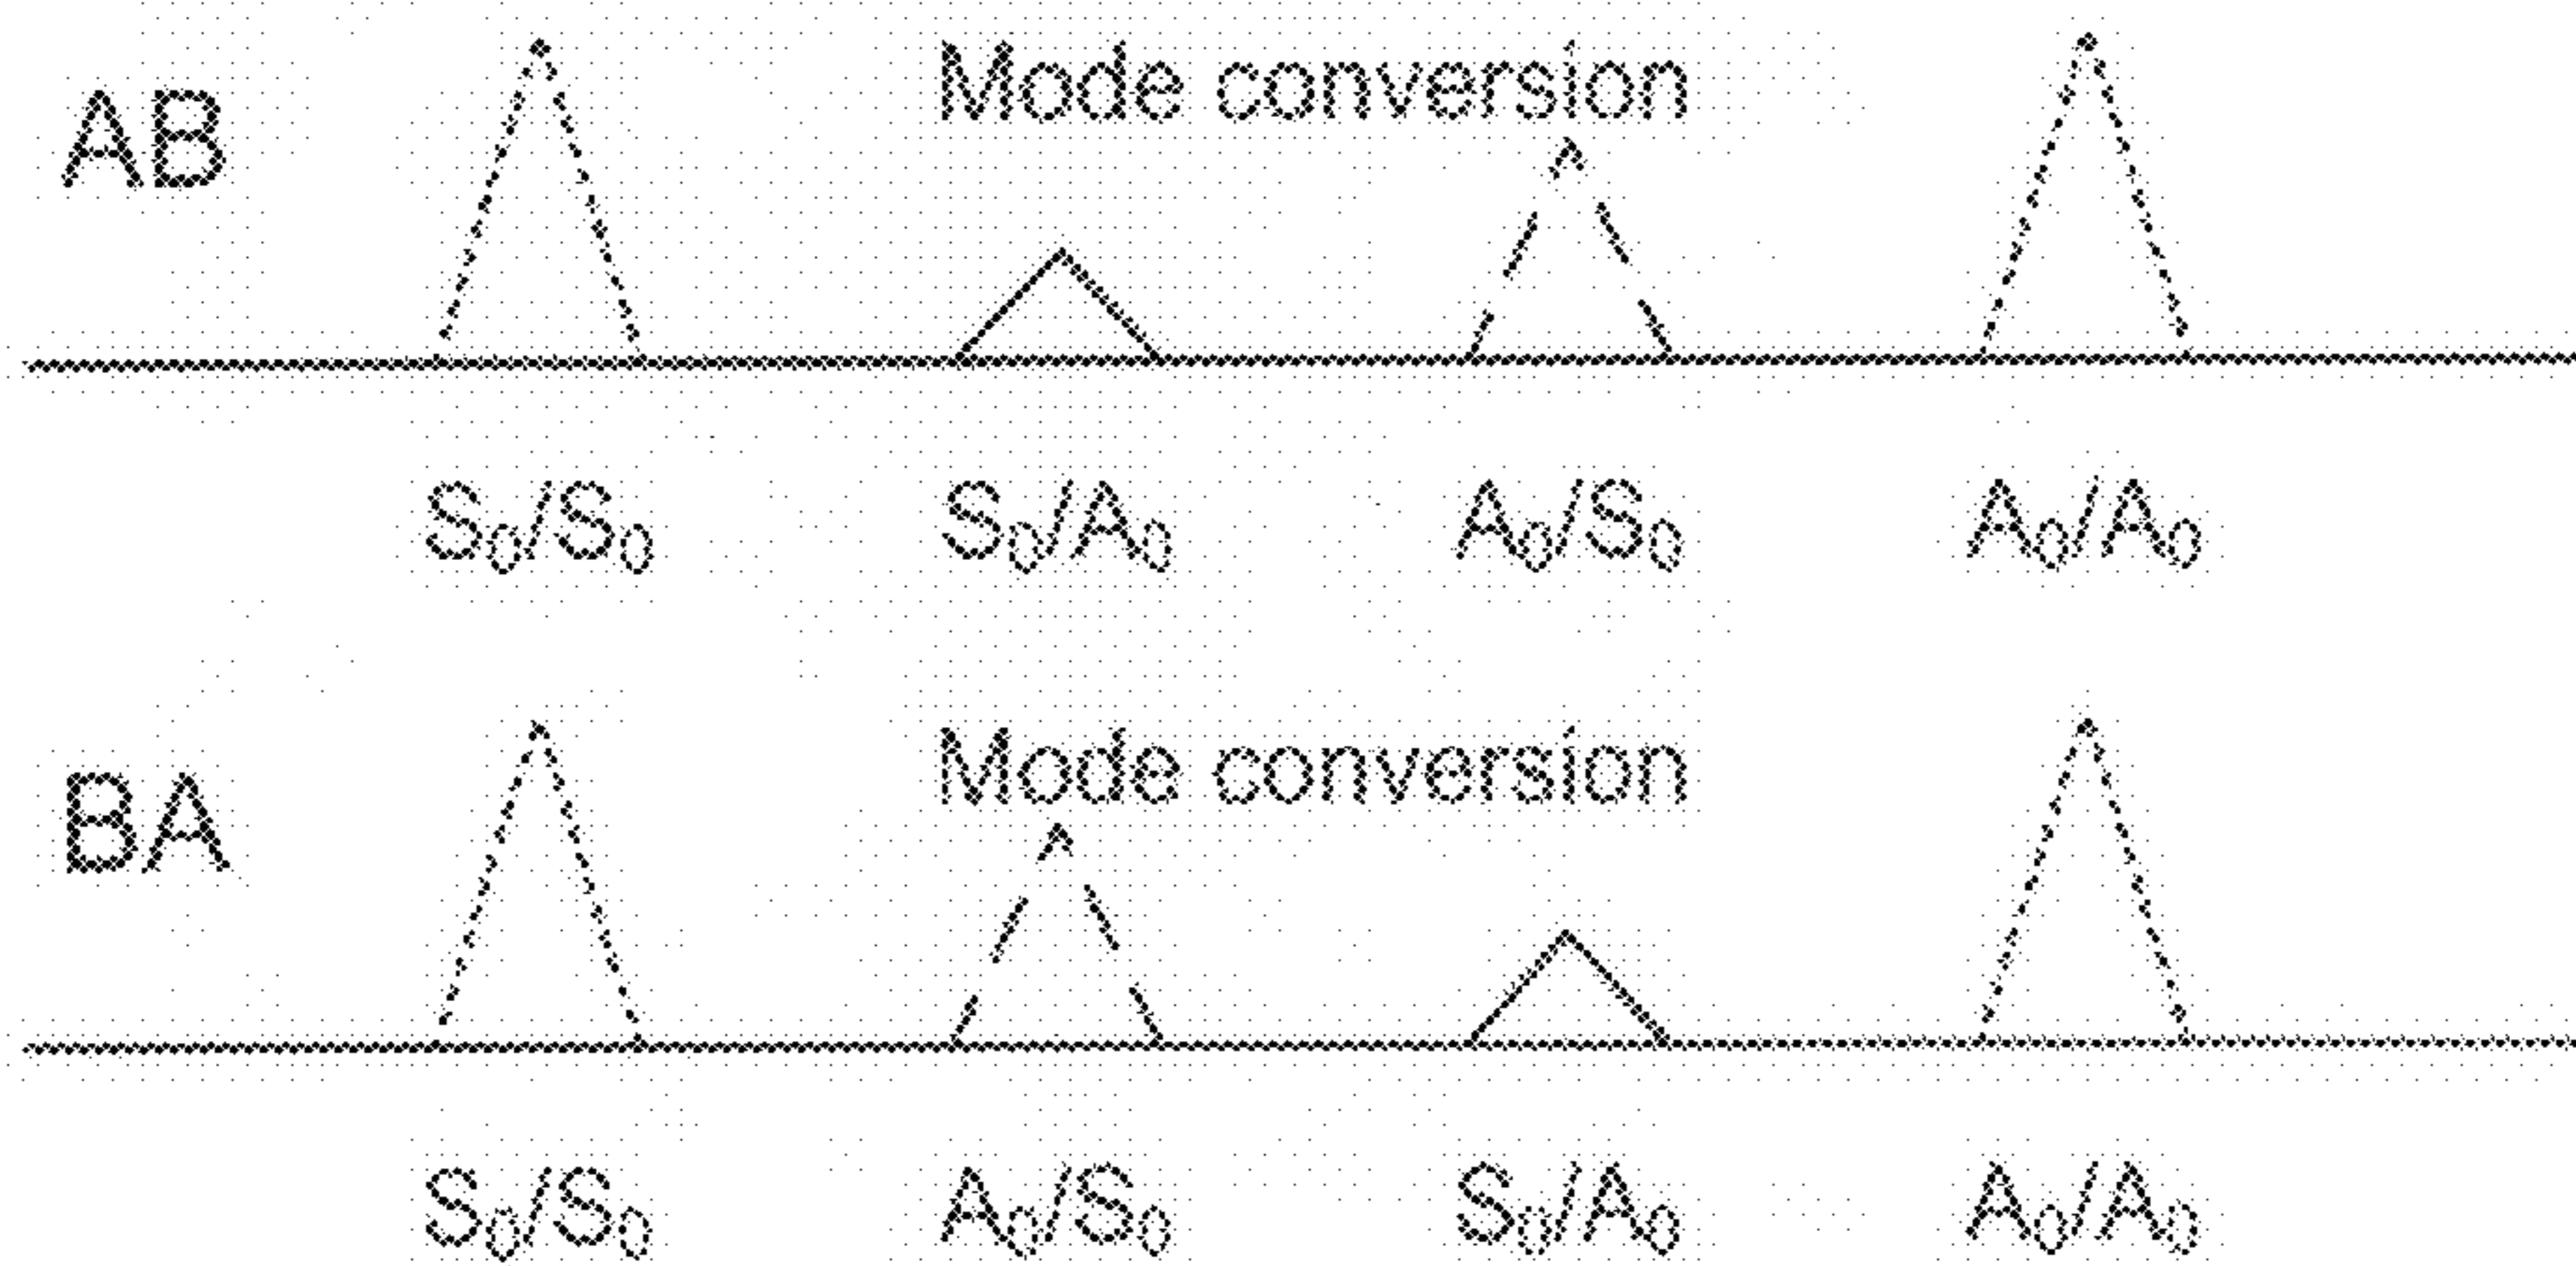 AB Mode conversion
S₀/S₀ S₀/A₀ A₀/S₀ A₀/A₀
BA Mode conversion
S₀/S₀ A₀/S₀ S₀/A₀ A₀/A₀